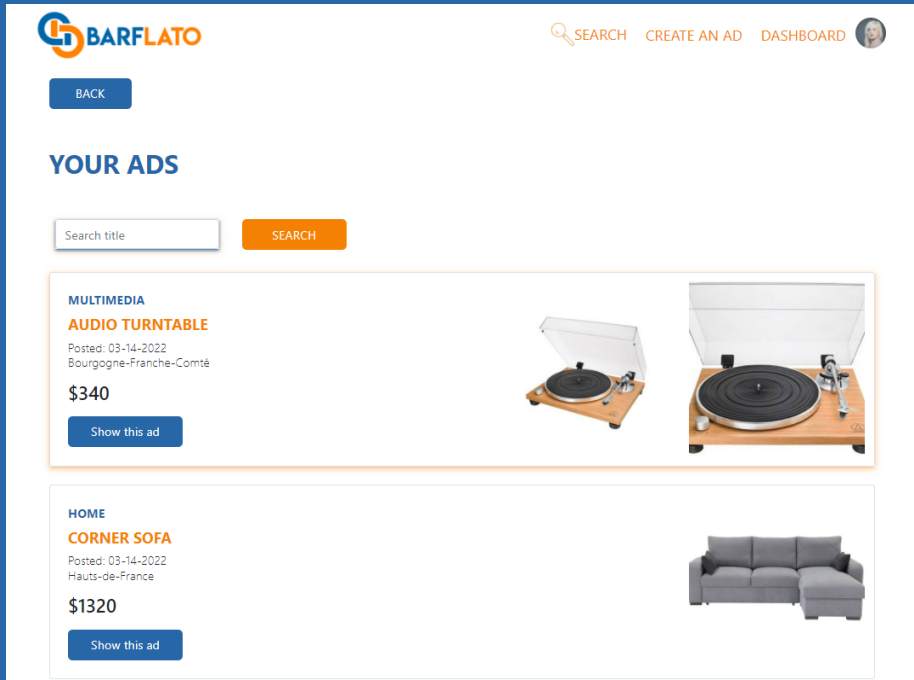 BARFLATO
SEARCH CREATE AN AD DASHBOARD
BACK
YOUR ADS
Search title SEARCH
MULTIMEDIA
AUDIO TURNTABLE
Posted: 03-14-2022
Bourgogne-Franche-Comté
$340
Show this ad
HOME
CORNER SOFA
Posted: 03-14-2022
Hauts-de-France
$1320
Show this ad